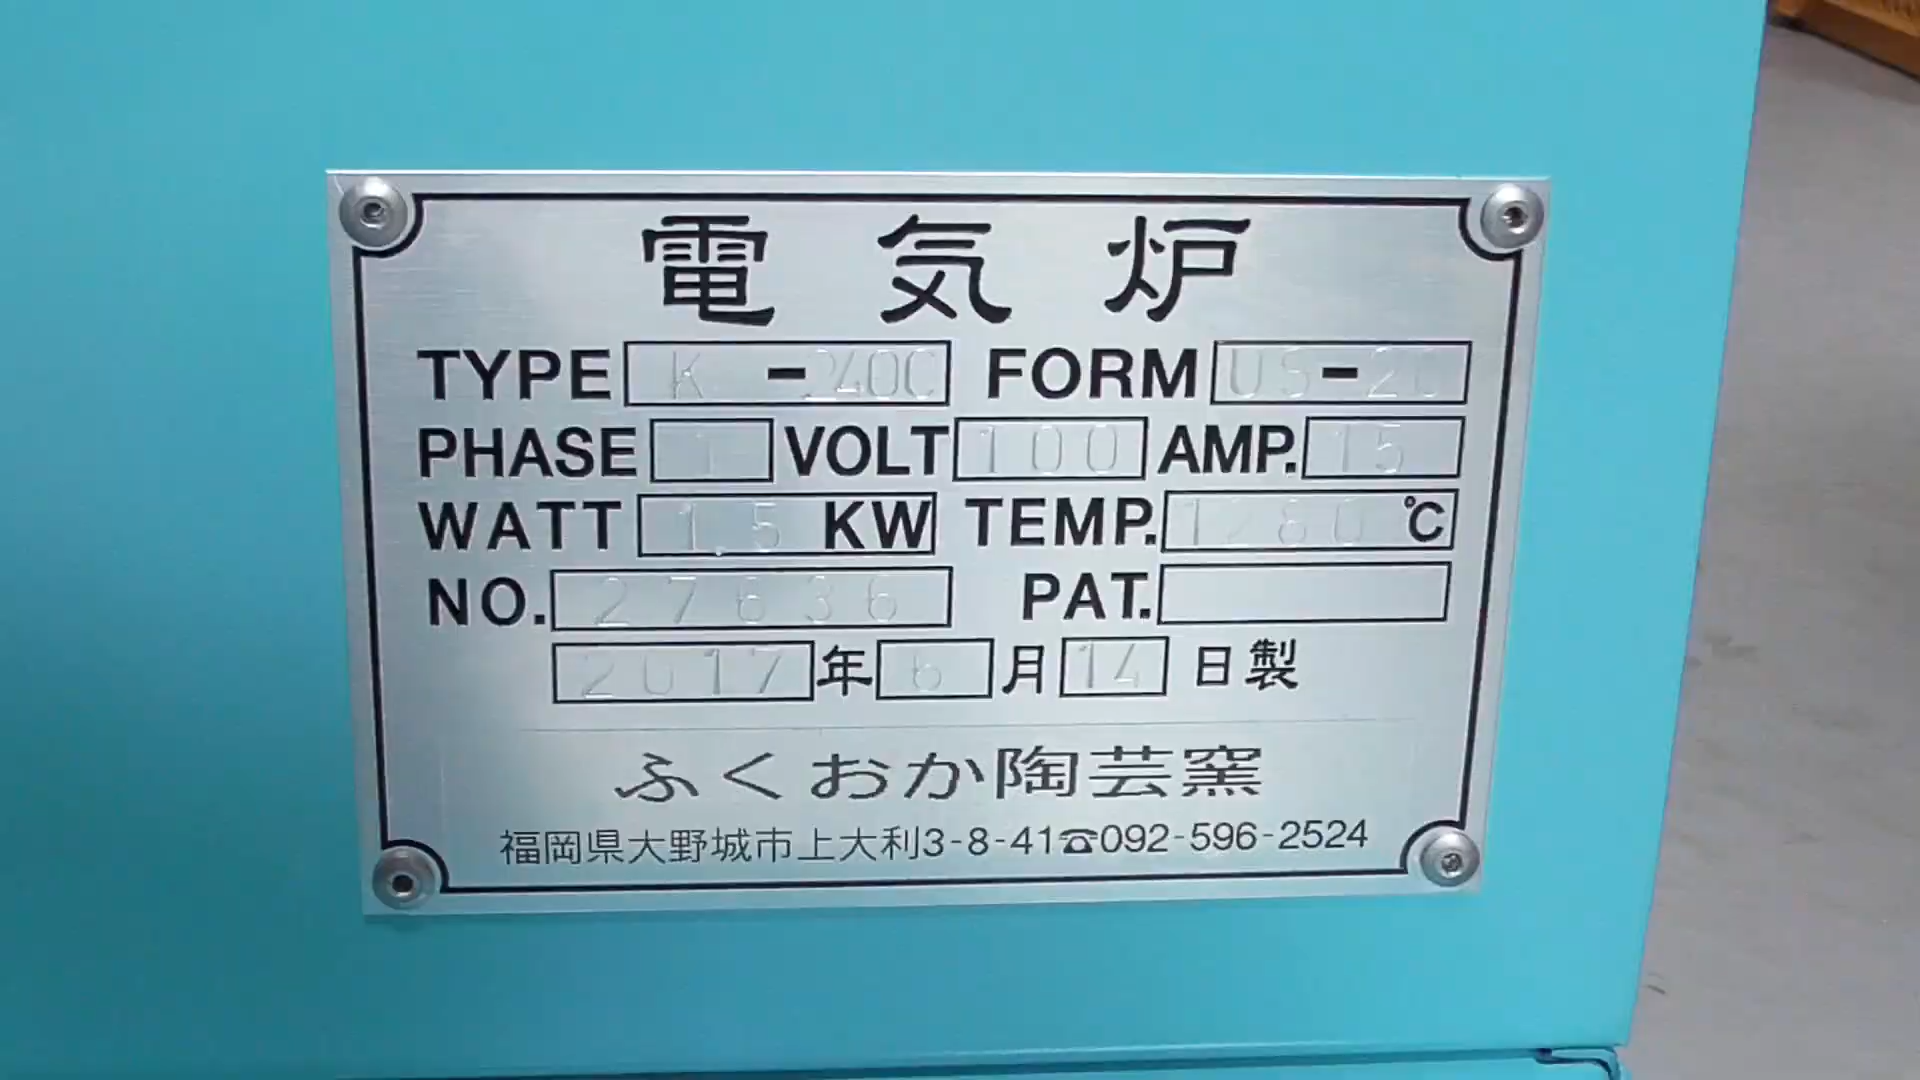 電気炉
TYPE K - 240C FORM US - 20
PHASE 1 VOLT 100 AMP. 15
WATT 1.5 KW TEMP. 1280 ℃
NO. 27636 PAT.
2017 年 6 月 14 日製
ふくおか陶芸窯
福岡県大野城市上大利3-8-41☎092-596-2524